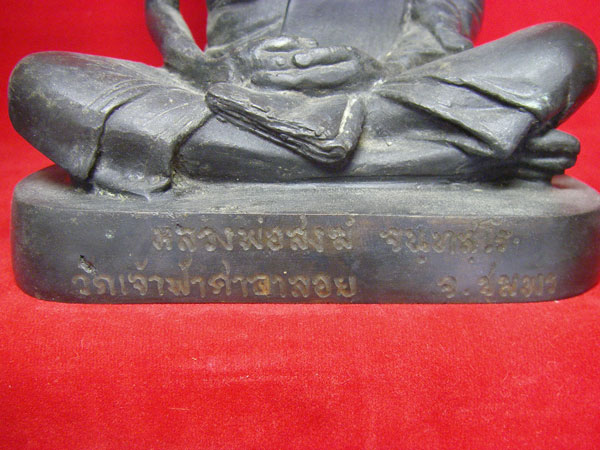 หลวงพ่อสงฆ์ จนฺทสฺโร
วัดเจ้าฟ้าศาลาลอย จ.ชุมพร